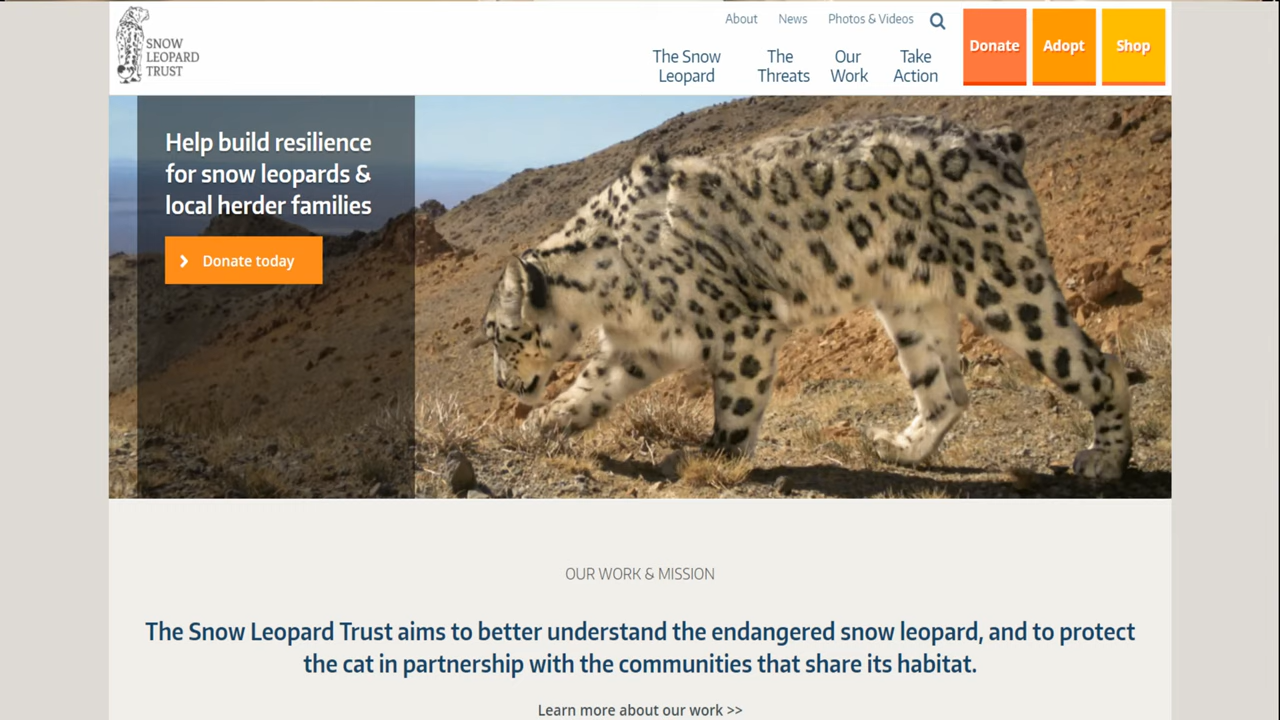 SNOW
LEOPARD
TRUST
About
News
Photos & Videos
The Snow
Leopard
The
Threats
Our
Work
Take
Action
Donate
Adopt
Shop
Help build resilience
for snow leopards &
local herder families
Donate today
OUR WORK & MISSION
The Snow Leopard Trust aims to better understand the endangered snow leopard, and to protect
the cat in partnership with the communities that share its habitat.
Learn more about our work >>